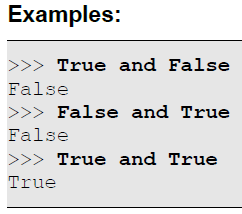 Examples:
>>> True and False
False
>>> False and True
False
>>> True and True
True